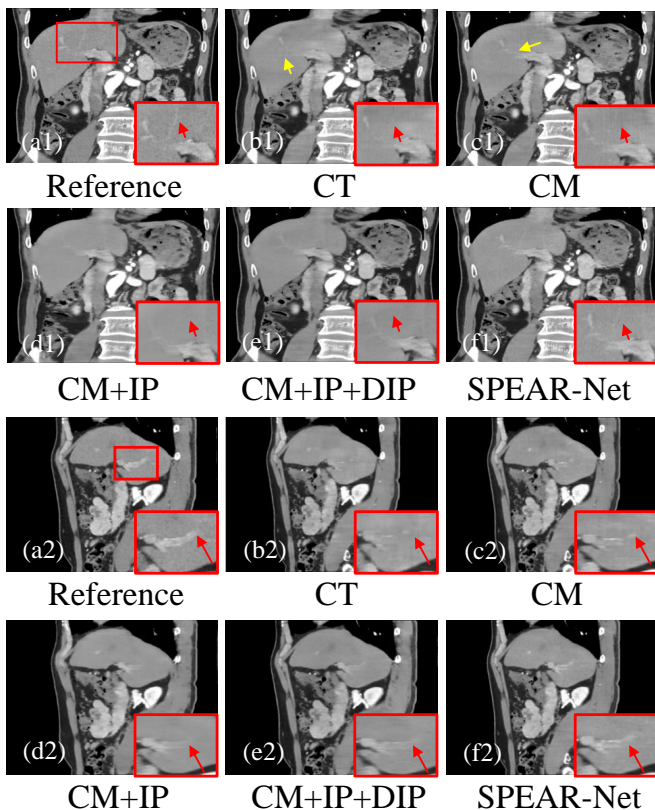 (a1) (b1) (c1)
Reference CT CM
(d1) (e1) (f1)
CM+IP CM+IP+DIP SPEAR-Net
(a2) (b2) (c2)
Reference CT CM
(d2) (e2) (f2)
CM+IP CM+IP+DIP SPEAR-Net